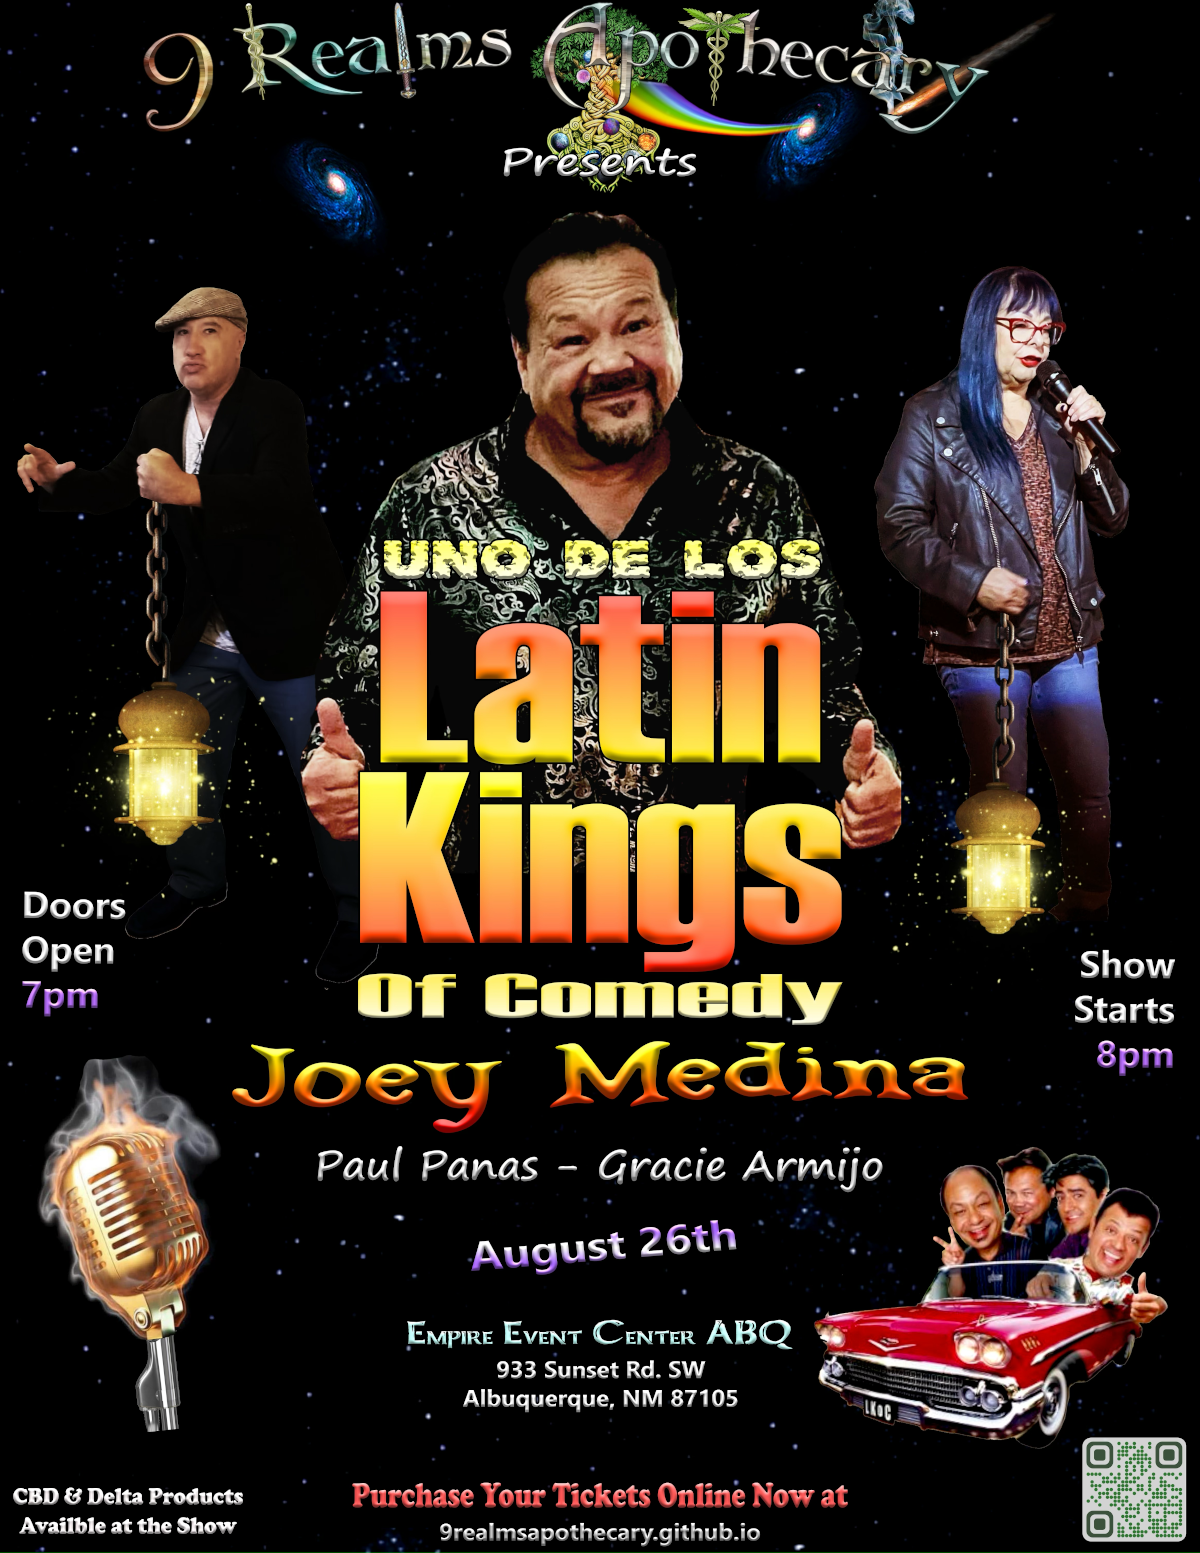 9 Realms Apothecary
Presents
UNO DE LOS
Latin
Kings
Of Comedy
Doors
Open
7pm
Show
Starts
8pm
Joey Medina
Paul Panas - Gracie Armijo
August 26th
Empire Event Center ABQ
933 Sunset Rd. SW
Albuquerque, NM 87105
LKoC
CBD & Delta Products
Availble at the Show
Purchase Your Tickets Online Now at
9realmsapothecary.github.io